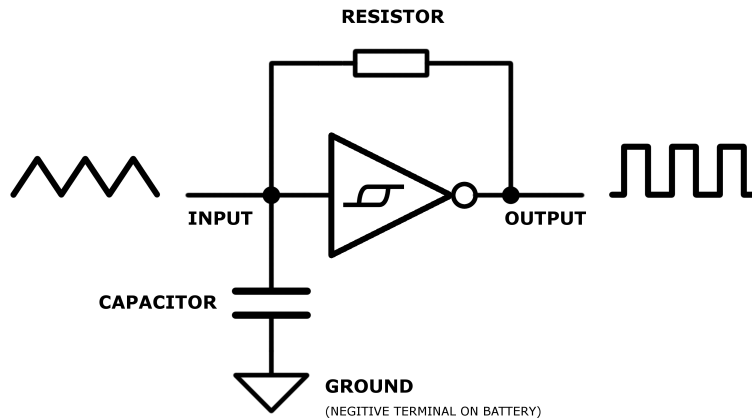 RESISTOR
INPUT
OUTPUT
CAPACITOR
GROUND
(NEGITIVE TERMINAL ON BATTERY)